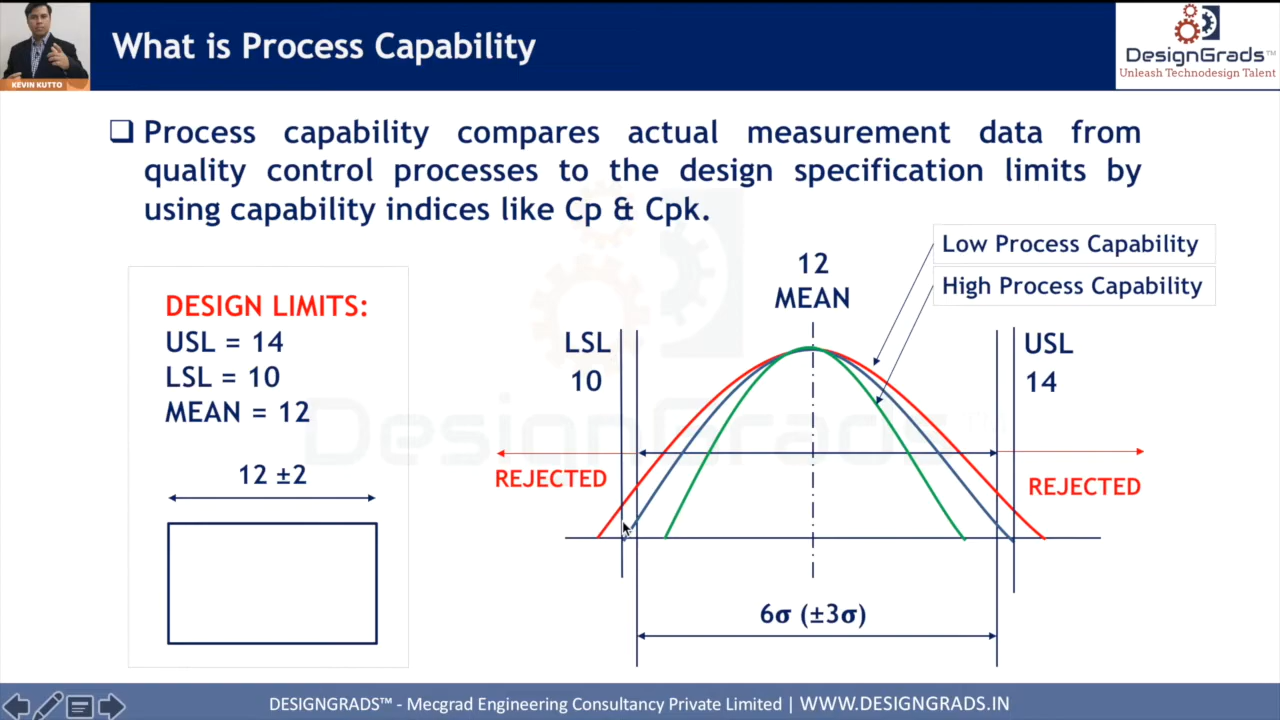 What is Process Capability
KEVIN KUTTO
DesignGrads™
Unleash Technodesign Talent
❑ Process capability compares actual measurement data from
quality control processes to the design specification limits by
using capability indices like Cp & Cpk.
DESIGN LIMITS:
USL = 14
LSL = 10
MEAN = 12
12 ±2
Low Process Capability
High Process Capability
12
MEAN
LSL
10
USL
14
REJECTED
REJECTED
6σ (±3σ)
DesignGrads™
DESIGNGRADS™ - Mecgrad Engineering Consultancy Private Limited | WWW.DESIGNGRADS.IN